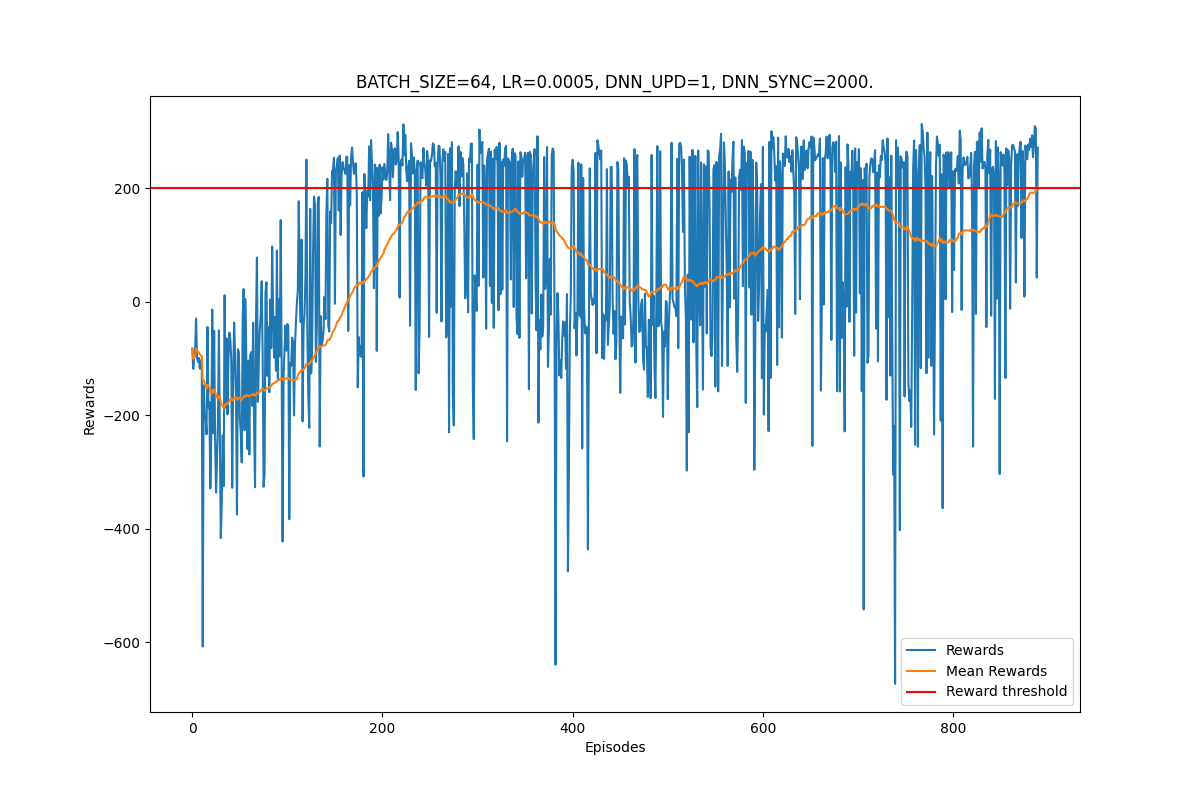 BATCH_SIZE=64, LR=0.0005, DNN_UPD=1, DNN_SYNC=2000.
Rewards
200
0
−200
−400
−600
0
200
400
600
800
Episodes
Rewards
Mean Rewards
Reward threshold